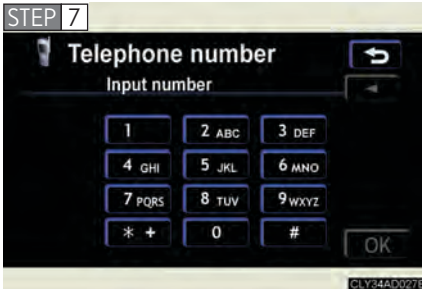 STEP 7
Telephone number
Input number
1 2 ABC 3 DEF
4 GHI 5 JKL 6 MNO
7 PQRS 8 TUV 9 WXYZ
* + 0 #
OK
CLY34AD0278